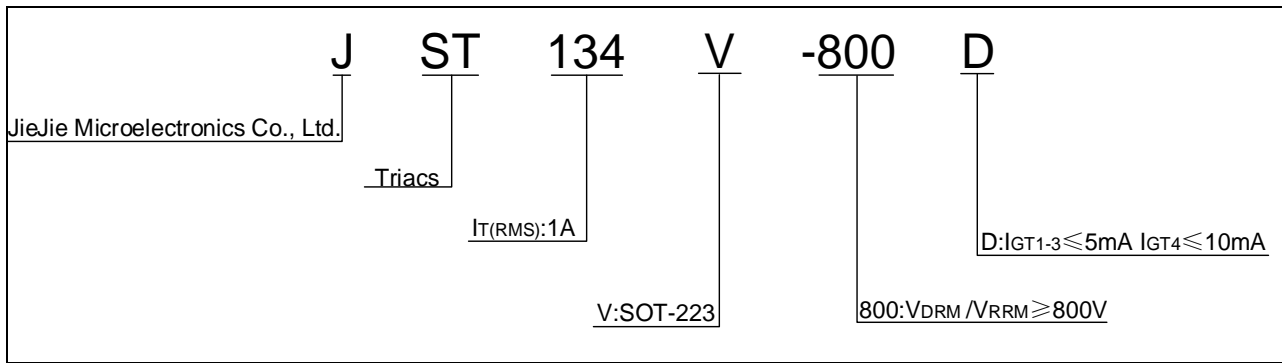 J ST 134 V -800 D
JieJie Microelectronics Co., Ltd.
Triacs
IT(RMS):1A
D:IGT1-3≤5mA IGT4≤10mA
V:SOT-223
800:VDRM /VRRM≥800V